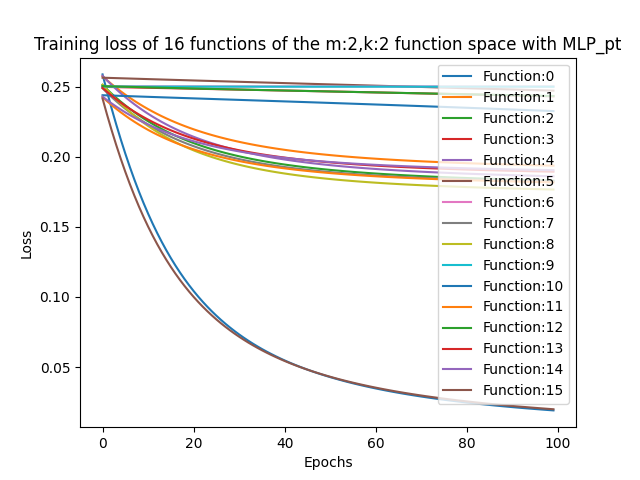 Training loss of 16 functions of the m:2,k:2 function space with MLP_pt
Loss
0.25
0.20
0.15
0.10
0.05
0
20
40
60
80
100
Epochs
Function:0
Function:1
Function:2
Function:3
Function:4
Function:5
Function:6
Function:7
Function:8
Function:9
Function:10
Function:11
Function:12
Function:13
Function:14
Function:15